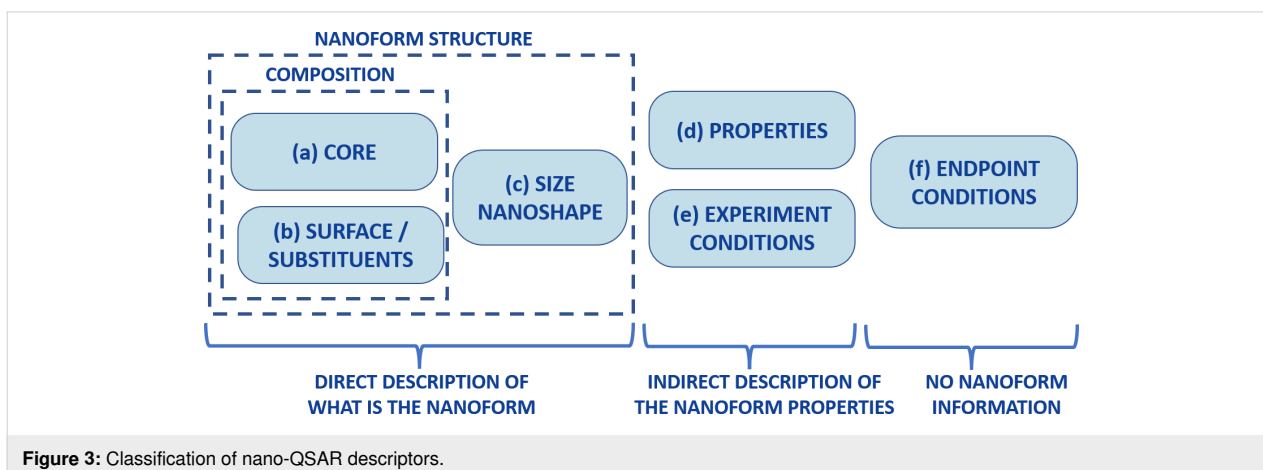 NANOFORM STRUCTURE
COMPOSITION
(a) CORE
(b) SURFACE /
SUBSTITUENTS
(c) SIZE
NANOSHAPE
(d) PROPERTIES
(e) EXPERIMENT
CONDITIONS
(f) ENDPOINT
CONDITIONS
DIRECT DESCRIPTION OF
WHAT IS THE NANOFORM
INDIRECT DESCRIPTION OF
THE NANOFORM PROPERTIES
NO NANOFORM
INFORMATION
Figure 3: Classification of nano-QSAR descriptors.